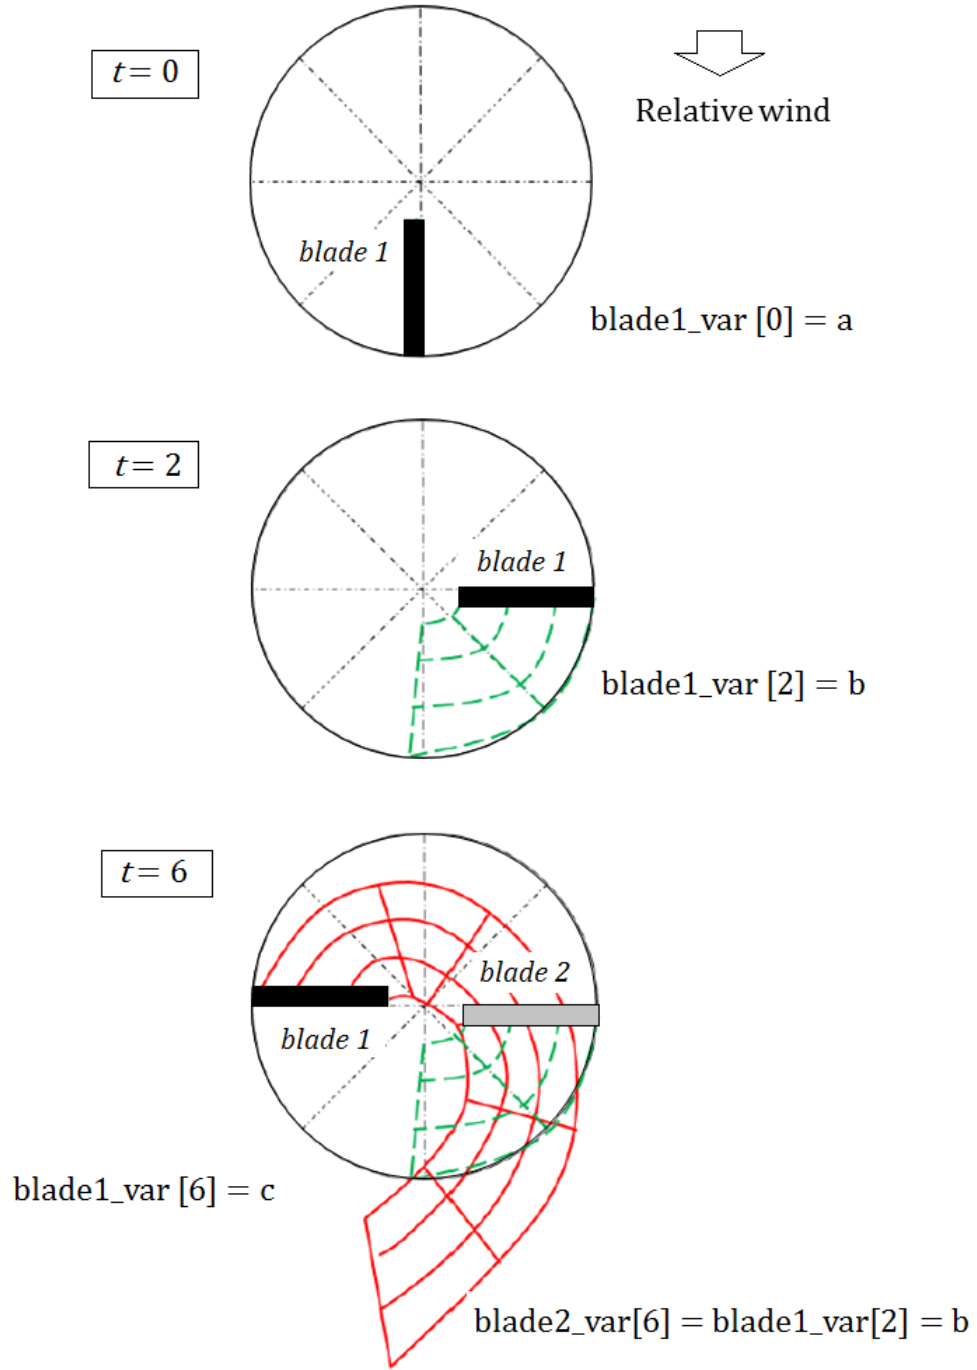 t = 0
Relative wind
blade 1
blade1_var [0] = a
t = 2
blade 1
blade1_var [2] = b
t = 6
blade 2
blade 1
blade1_var [6] = c
blade2_var[6] = blade1_var[2] = b